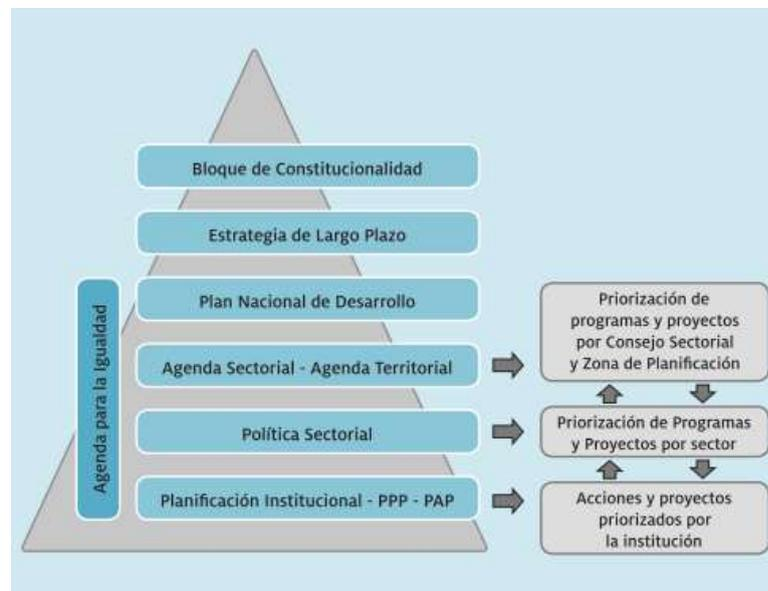 Bloque de Constitucionalidad
Estrategia de Largo Plazo
Plan Nacional de Desarrollo
Agenda Sectorial - Agenda Territorial
Política Sectorial
Planificación Institucional - PPP - PAP
Agenda para la Igualdad
Priorización de
programas y proyectos
por Consejo Sectorial
y Zona de Planificación
Priorización de Programas
y Proyectos por sector
Acciones y proyectos
priorizados por
la institución